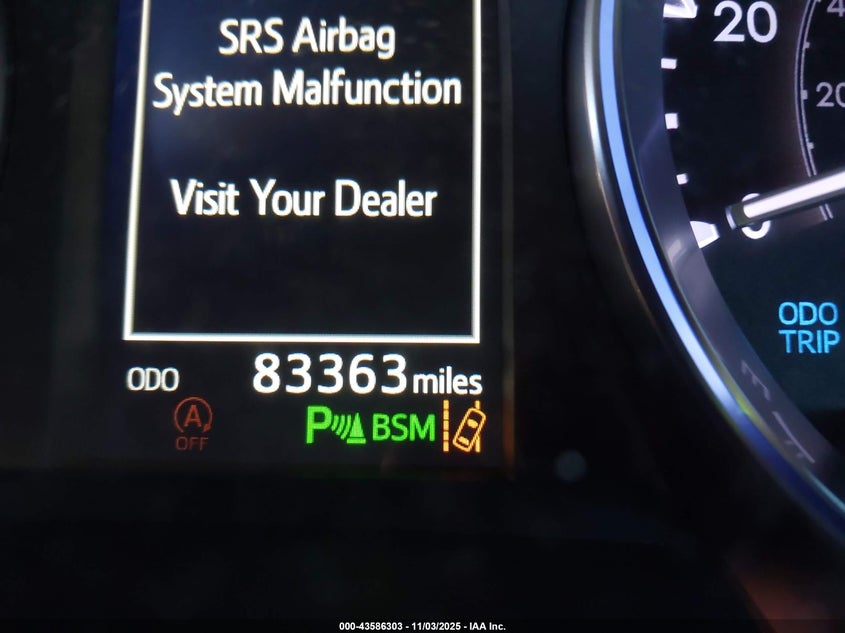 SRS Airbag
System Malfunction
Visit Your Dealer
ODO 83363 miles
A
OFF
P BSM
20
20
0
ODO
TRIP
000-43586303 - 11/03/2025 - IAA Inc.